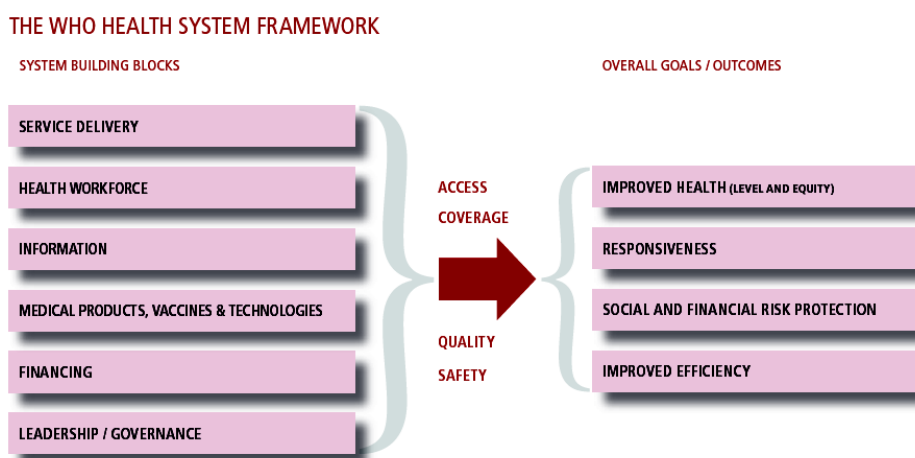 THE WHO HEALTH SYSTEM FRAMEWORK
SYSTEM BUILDING BLOCKS
SERVICE DELIVERY
HEALTH WORKFORCE
INFORMATION
MEDICAL PRODUCTS, VACCINES & TECHNOLOGIES
FINANCING
LEADERSHIP / GOVERNANCE
ACCESS
COVERAGE
QUALITY
SAFETY
OVERALL GOALS / OUTCOMES
IMPROVED HEALTH (LEVEL AND EQUITY)
RESPONSIVENESS
SOCIAL AND FINANCIAL RISK PROTECTION
IMPROVED EFFICIENCY